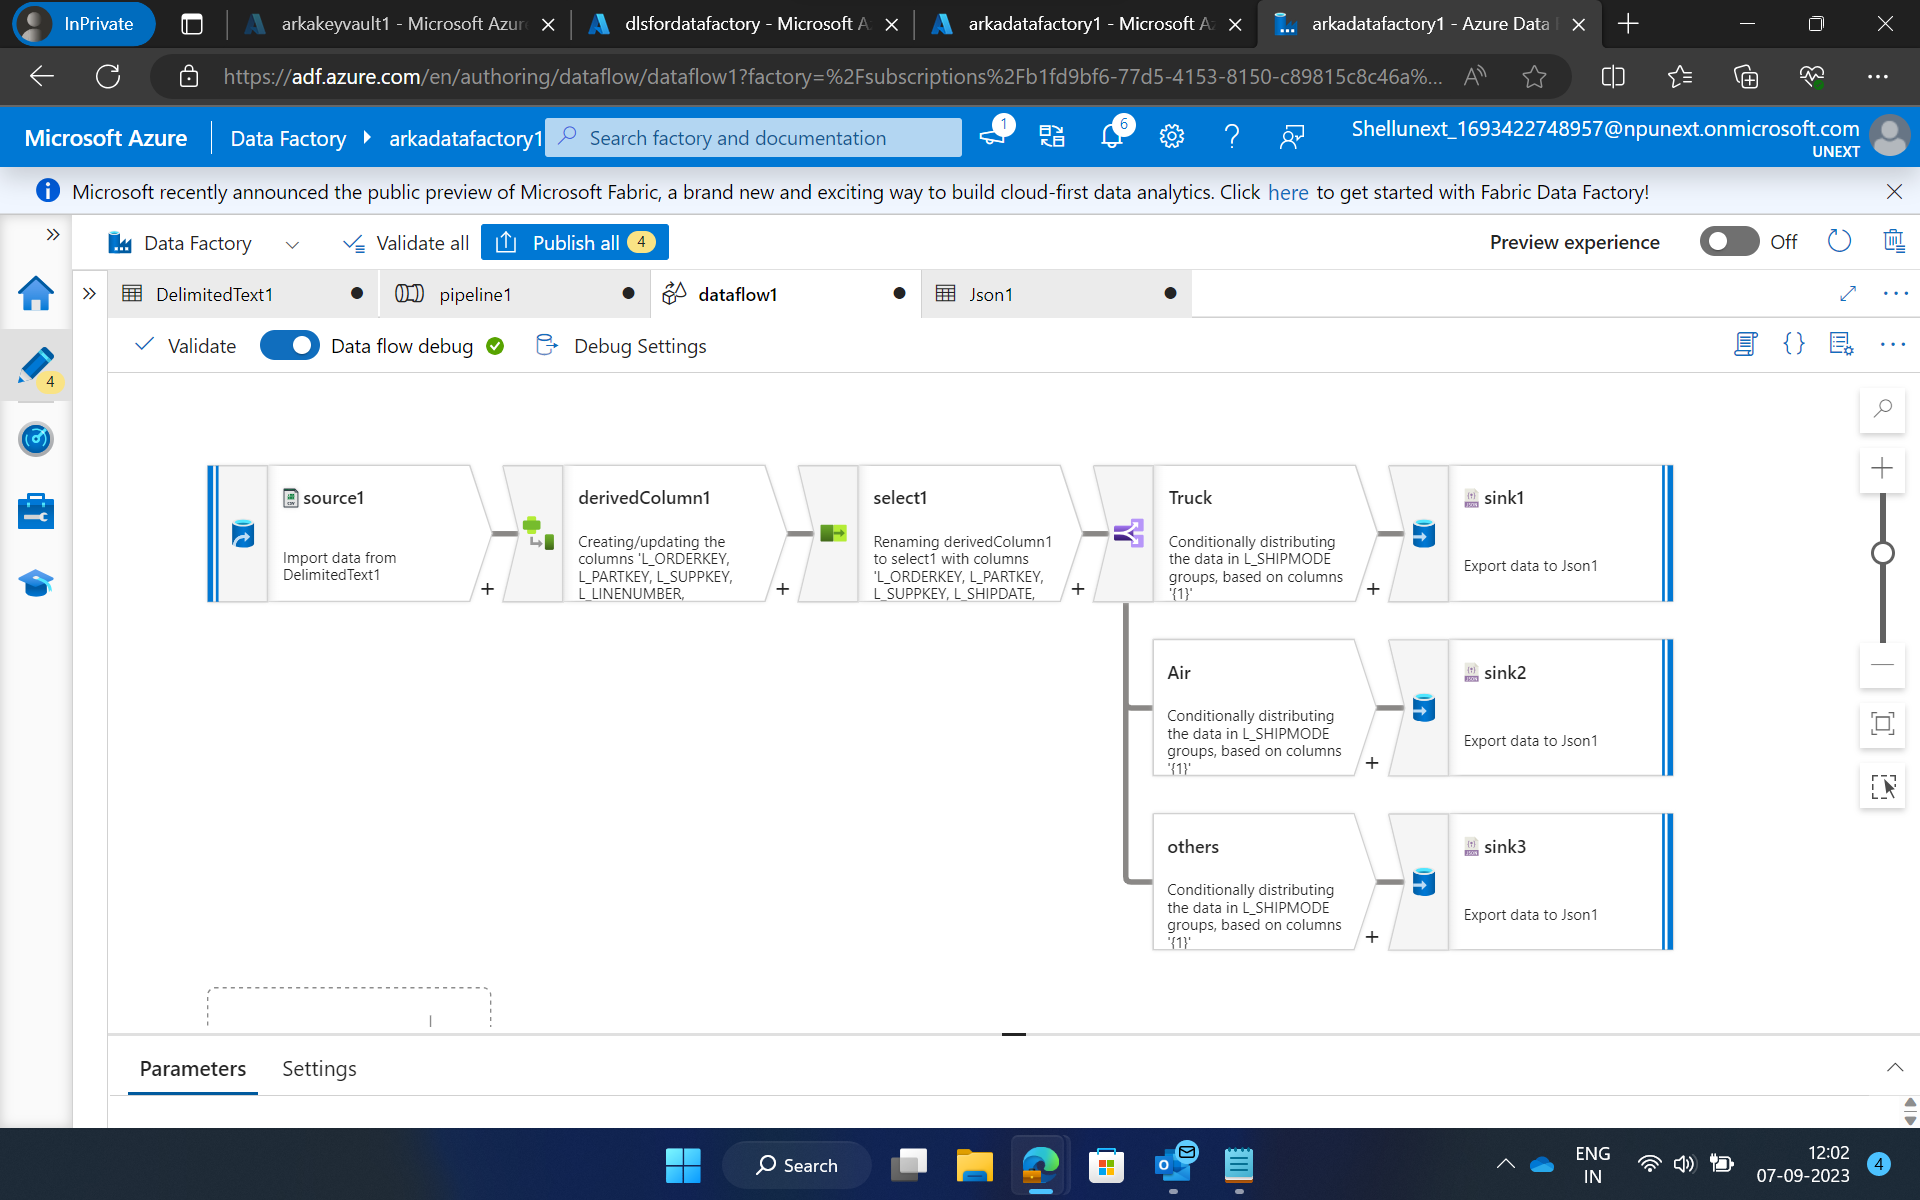 InPrivate
arkakeyvault1 - Microsoft Azur
dlsfordatafactory - Microsoft A
arkadatafactory1 - Microsoft Az
arkadatafactory1 - Azure Data
https://adf.azure.com/en/authoring/dataflow/dataflow1?factory=%2Fsubscriptions%2Fb1fd9bf6-77d5-4153-8150-c89815c8c46a%...
Microsoft Azure
Data Factory
arkadatafactory1
Search factory and documentation
1
6
Shellunext_1693422748957@npunext.onmicrosoft.com
UNEXT
Microsoft recently announced the public preview of Microsoft Fabric, a brand new and exciting way to build cloud-first data analytics. Click here to get started with Fabric Data Factory!
Data Factory
Validate all
Publish all 4
Preview experience
Off
DelimitedText1
pipeline1
dataflow1
Json1
Validate
Data flow debug
Debug Settings
4
source1
Import data from
DelimitedText1
+
derivedColumn1
Creating/updating the
columns 'L_ORDERKEY,
L_PARTKEY, L_SUPPKEY,
L_LINENUMBER,
+
select1
Renaming derivedColumn1
to select1 with columns
'L_ORDERKEY, L_PARTKEY,
L_SUPPKEY, L_SHIPDATE,
+
Truck
Conditionally distributing
the data in L_SHIPMODE
groups, based on columns
'{1}'
+
sink1
Export data to Json1
Air
Conditionally distributing
the data in L_SHIPMODE
groups, based on columns
'{1}'
+
sink2
Export data to Json1
others
Conditionally distributing
the data in L_SHIPMODE
groups, based on columns
'{1}'
+
sink3
Export data to Json1
Parameters
Settings
Search
ENG
IN
12:02
07-09-2023
4